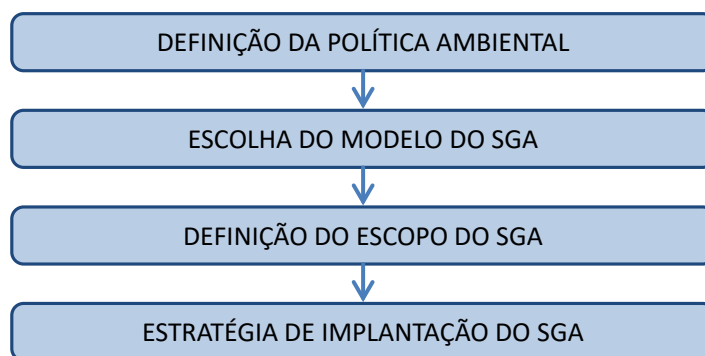 DEFINIÇÃO DA POLÍTICA AMBIENTAL
ESCOLHA DO MODELO DO SGA
DEFINIÇÃO DO ESCOPO DO SGA
ESTRATÉGIA DE IMPLANTAÇÃO DO SGA